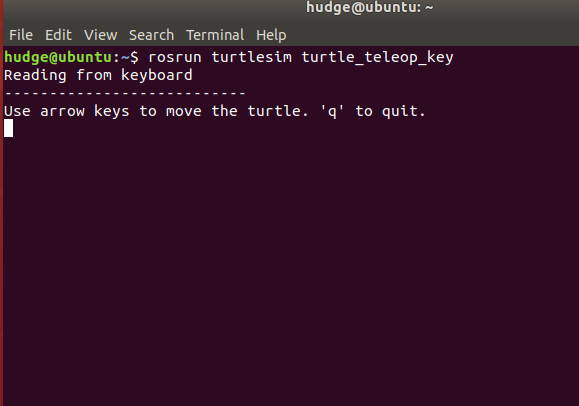 hudge@ubuntu: ~
File Edit View Search Terminal Help
hudge@ubuntu:~$ rosrun turtlesim turtle_teleop_key
Reading from keyboard
---------------------------
Use arrow keys to move the turtle. 'q' to quit.